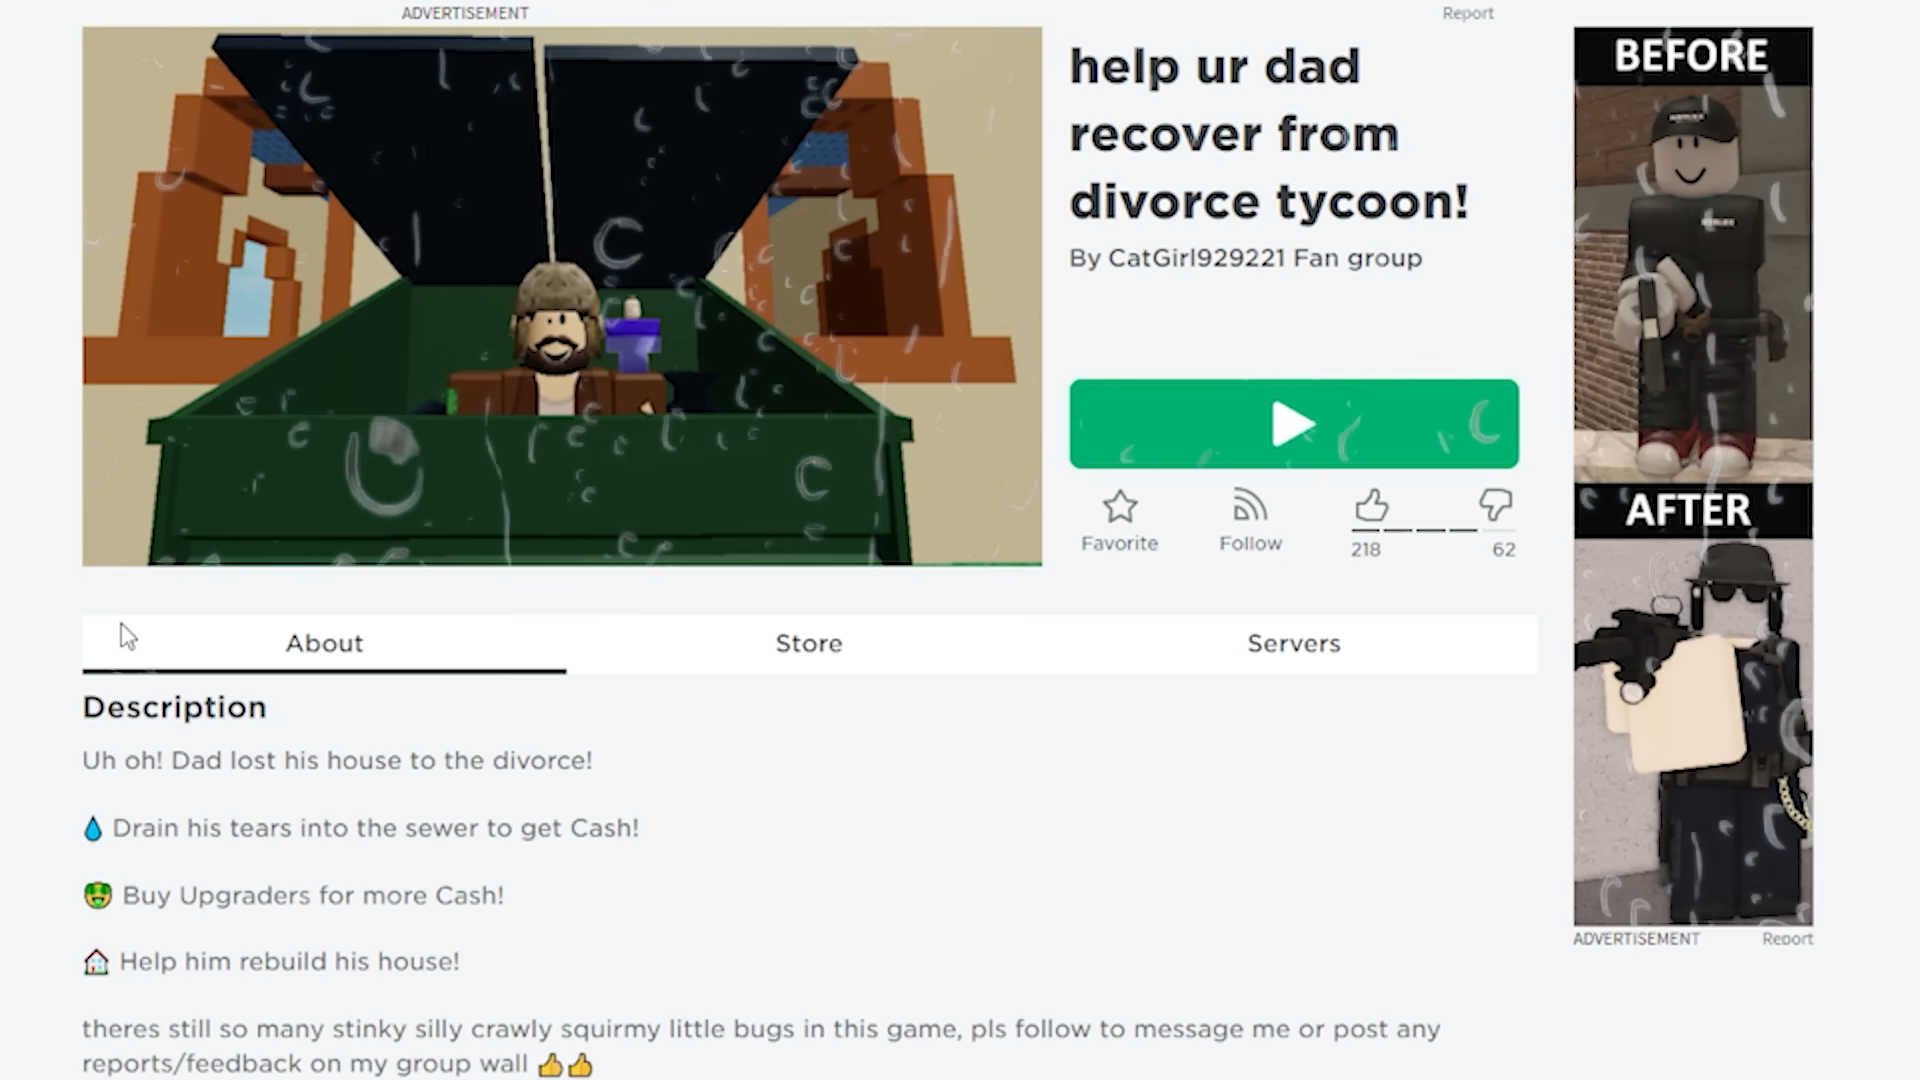 ADVERTISEMENT
Report
help ur dad
recover from
divorce tycoon!
By CatGirl929221 Fan group
Favorite
Follow
218
62
BEFORE
AFTER
ADVERTISEMENT
Report
About
Store
Servers
Description
Uh oh! Dad lost his house to the divorce!
💧 Drain his tears into the sewer to get Cash!
🤑 Buy Upgraders for more Cash!
🏠 Help him rebuild his house!
theres still so many stinky silly crawly squirmy little bugs in this game, pls follow to message me or post any
reports/feedback on my group wall 👍👍